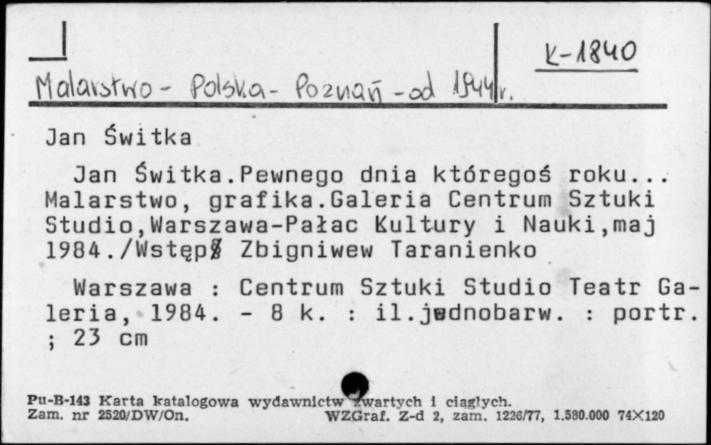 K-1840
Malarstwo - Polska - Poznań - od 1944 r.
Jan Świtka
Jan Świtka.Pewnego dnia któregoś roku...
Malarstwo, grafika.Galeria Centrum Sztuki
Studio,Warszawa-Pałac Kultury i Nauki,maj
1984./Wstęp Zbigniwew Taranienko
Warszawa : Centrum Sztuki Studio Teatr Ga-
leria, 1984. - 8 k. : il.jednobarw. : portr.
; 23 cm
Pu-B-143 Karta katalogowa wydawnictw zwartych i ciągłych.
Zam. nr 2520/DW/On. WZGraf. Z-d 2, zam. 1226/77, 1.580.000 74X120